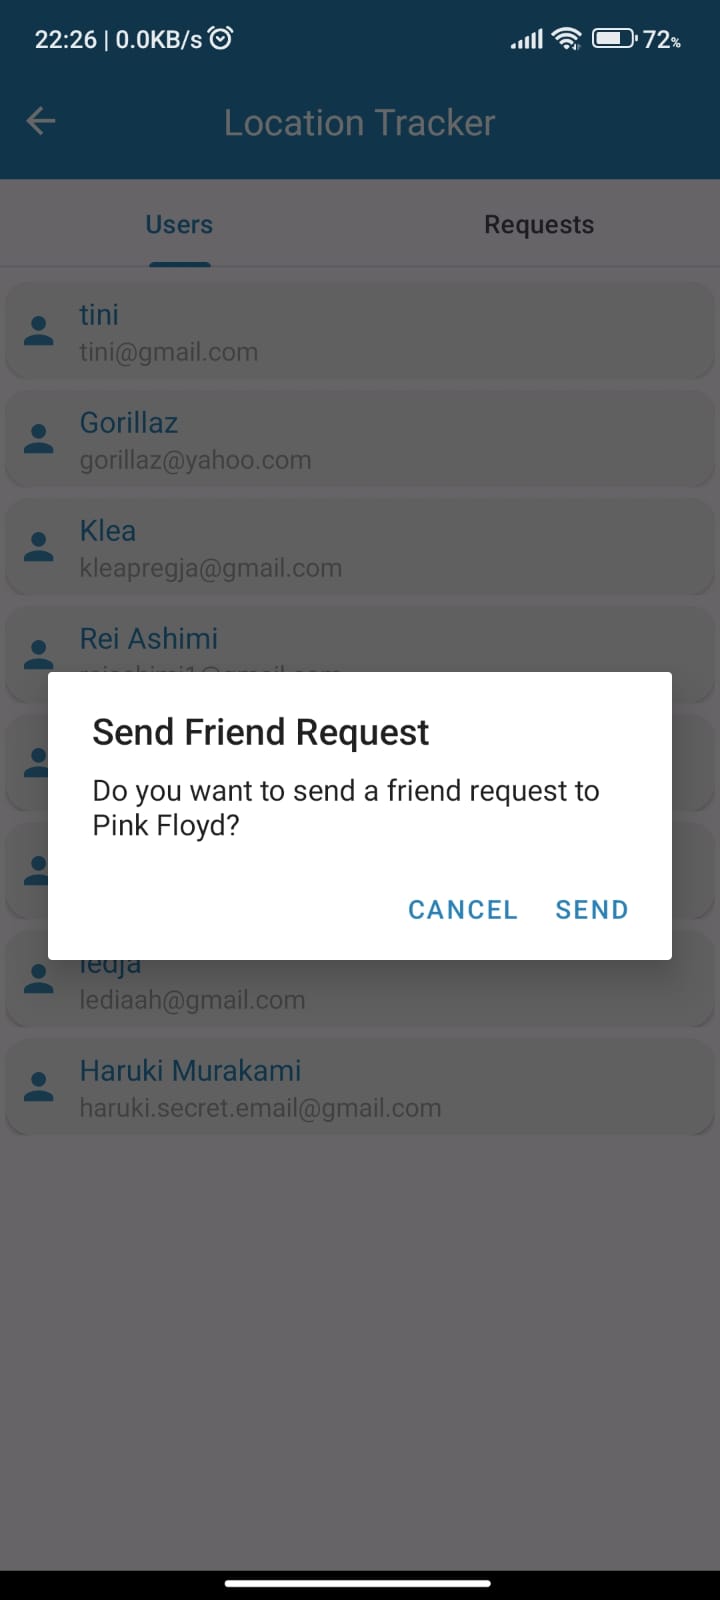 22:26 | 0.0KB/s 72%
Location Tracker
Users Requests
tini
tini@gmail.com
Gorillaz
gorillaz@yahoo.com
Klea
kleapregja@gmail.com
Rei Ashimi
Send Friend Request
Do you want to send a friend request to
Pink Floyd?
CANCEL SEND
ledja
lediaah@gmail.com
Haruki Murakami
haruki.secret.email@gmail.com